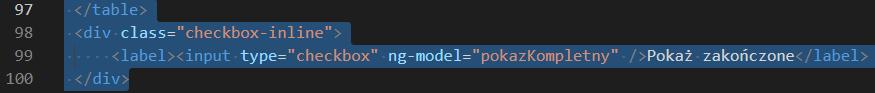 97 </table>
98 <div class="checkbox-inline">
99 <label><input type="checkbox" ng-model="pokazKompletny" />Pokaż zakończone</label>
100 </div>